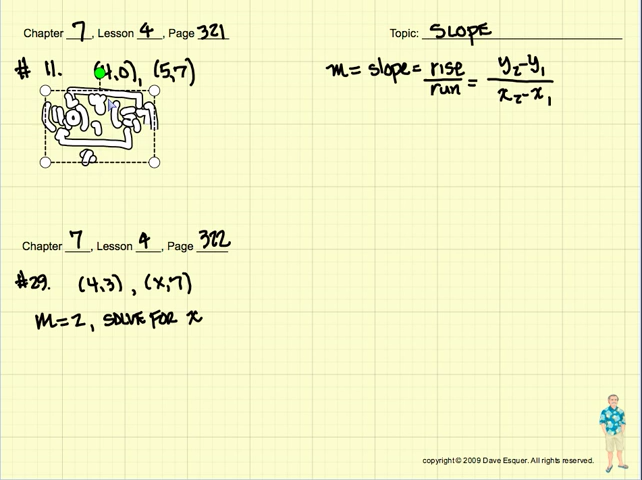 Chapter 7, Lesson 4, Page 321
Topic: SLOPE
# 11. (4,0), (5,7)
m = slope = rise/run = y₂-y₁/x₂-x₁
Chapter 7, Lesson 4, Page 322
#29. (4,3), (x,7)
m=2, SOLVE FOR x
copyright © 2009 Dave Esquer. All rights reserved.